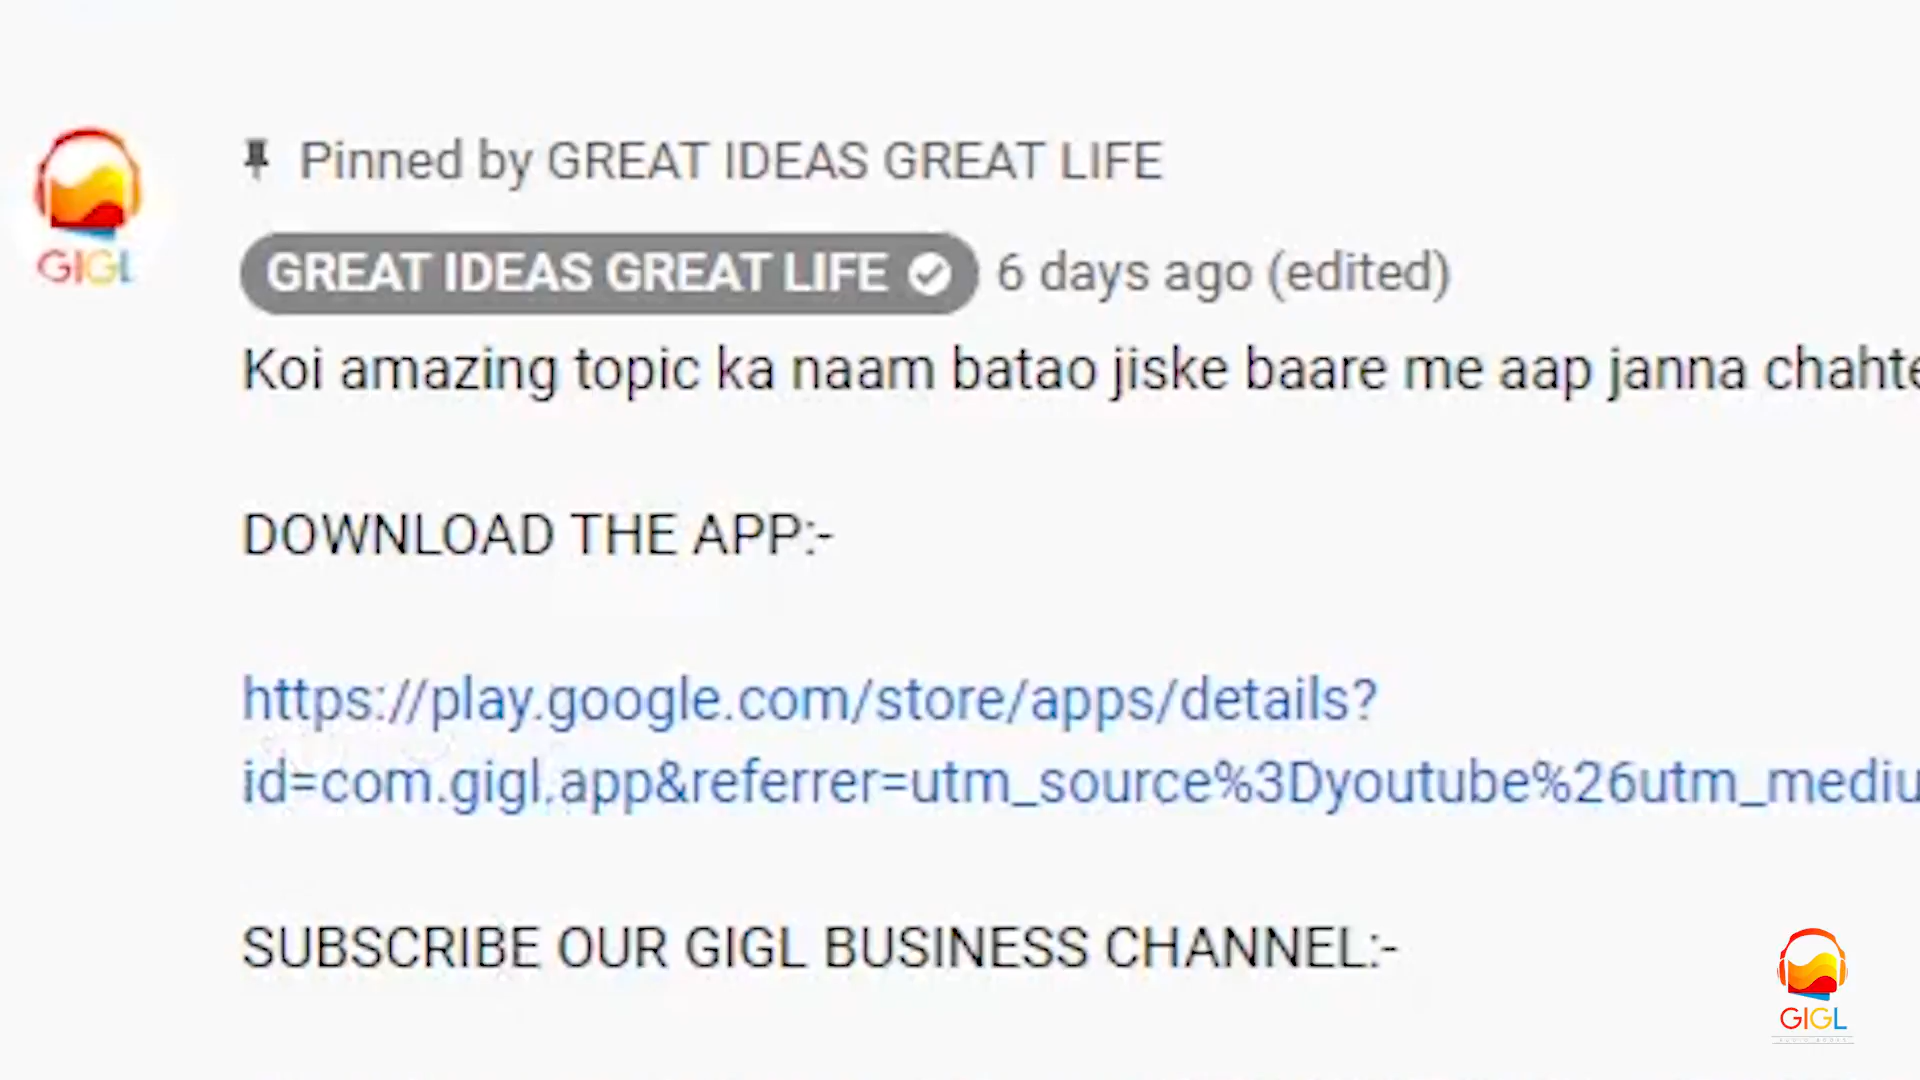 Pinned by GREAT IDEAS GREAT LIFE
GREAT IDEAS GREAT LIFE 6 days ago (edited)
GIGL
Koi amazing topic ka naam batao jiske baare me aap janna chahte
DOWNLOAD THE APP:-
https://play.google.com/store/apps/details?
id=com.gigl.app&referrer=utm_source%3Dyoutube%26utm_mediu
SUBSCRIBE OUR GIGL BUSINESS CHANNEL:-
GIGL